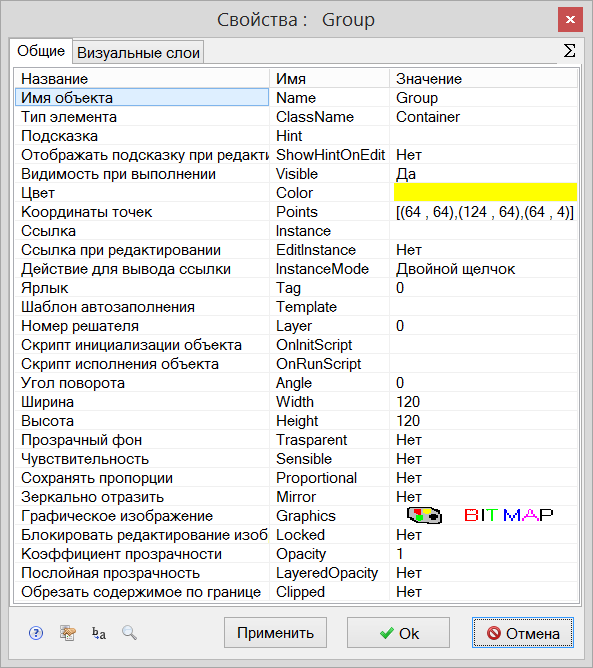 Свойства : Group
Общие Визуальные слои Σ
Название Имя Значение
Имя объекта Name Group
Тип элемента ClassName Container
Подсказка Hint
Отображать подсказку при редакти ShowHintOnEdit Нет
Видимость при выполнении Visible Да
Цвет Color
Координаты точек Points [(64 , 64),(124 , 64),(64 , 4)]
Ссылка Instance
Ссылка при редактировании EditInstance Нет
Действие для вывода ссылки InstanceMode Двойной щелчок
Ярлык Tag 0
Шаблон автозаполнения Template
Номер решателя Layer 0
Скрипт инициализации объекта OnInitScript
Скрипт исполнения объекта OnRunScript
Угол поворота Angle 0
Ширина Width 120
Высота Height 120
Прозрачный фон Trasparent Нет
Чувствительность Sensible Нет
Сохранять пропорции Proportional Нет
Зеркально отразить Mirror Нет
Графическое изображение Graphics BITMAP
Блокировать редактирование изоб Locked Нет
Коэффициент прозрачности Opacity 1
Послойная прозрачность LayeredOpacity Нет
Обрезать содержимое по границе Clipped Нет
? b a Применить Ok Отмена